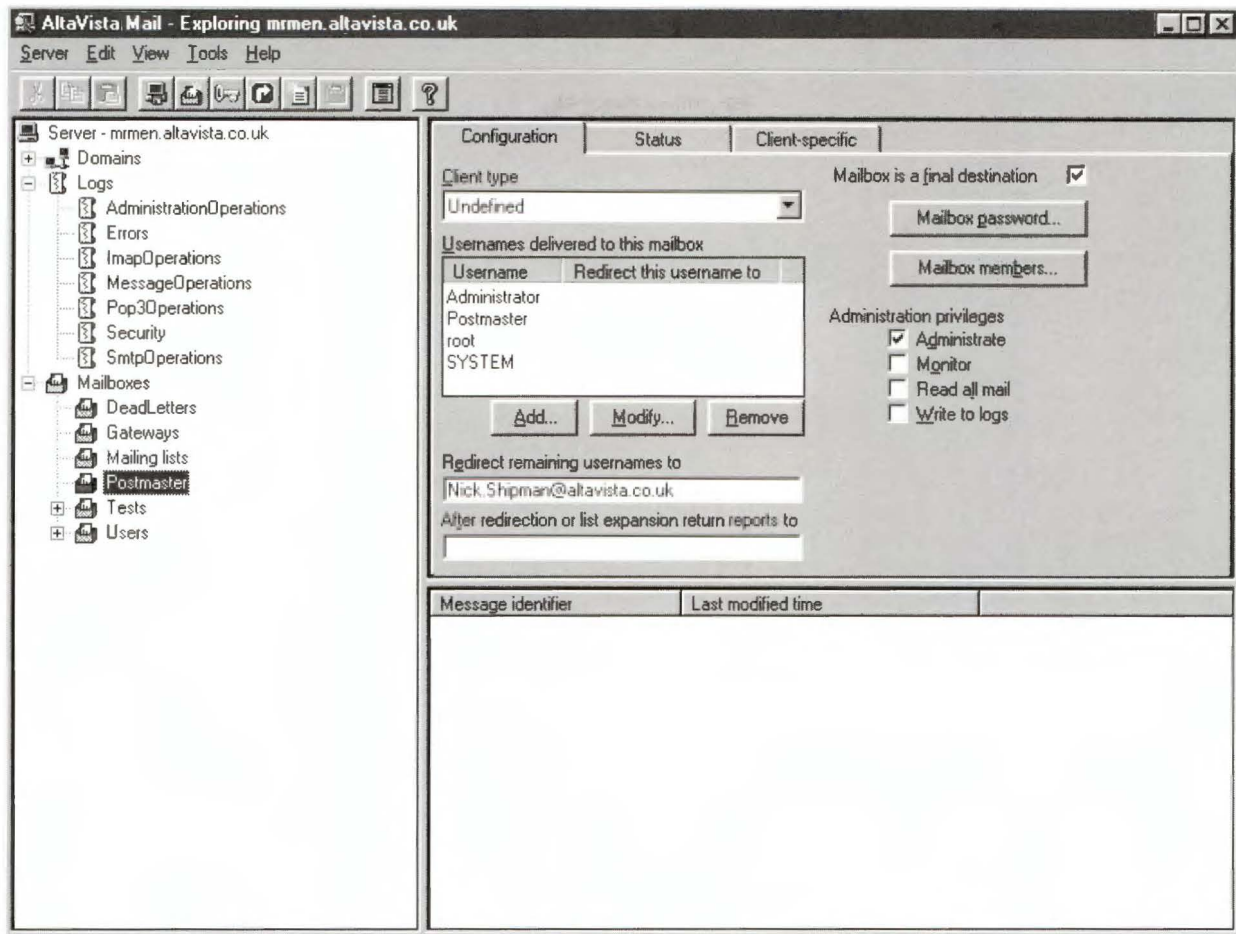 AltaVista Mail - Exploring mrmen.altavista.co.uk
Server Edit View Tools Help
Server - mrmen.altavista.co.uk
Domains
Logs
AdministrationOperations
Errors
ImapOperations
MessageOperations
Pop3Operations
Security
SmtpOperations
Mailboxes
DeadLetters
Gateways
Mailing lists
Postmaster
Tests
Users
Configuration Status Client-specific
Client type
Undefined
Usernames delivered to this mailbox
Username Redirect this username to
Administrator
Postmaster
root
SYSTEM
Add... Modify... Remove
Redirect remaining usernames to
Nick.Shipman@altavista.co.uk
After redirection or list expansion return reports to
Mailbox is a final destination
Mailbox password...
Mailbox members...
Administration privileges
Administrate
Monitor
Read all mail
Write to logs
Message identifier Last modified time